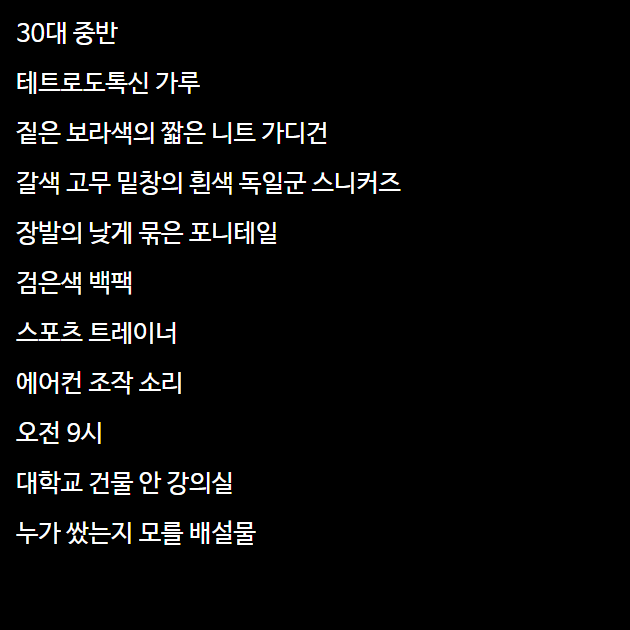 30대 중반
테트로도톡신 가루
짙은 보라색의 짧은 니트 가디건
갈색 고무 밑창의 흰색 독일군 스니커즈
장발의 낮게 묶은 포니테일
검은색 백팩
스포츠 트레이너
에어컨 조작 소리
오전 9시
대학교 건물 안 강의실
누가 쌌는지 모를 배설물